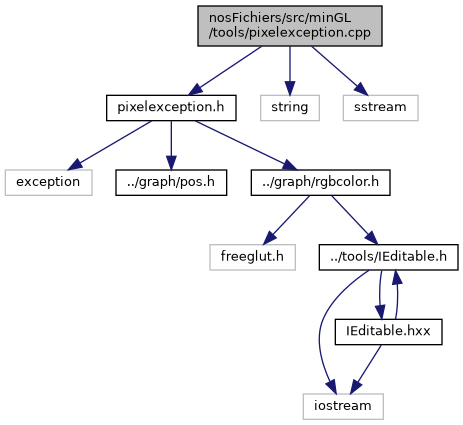 nosFichiers/src/minGL
/tools/pixelexception.cpp
pixelexception.h
string
sstream
exception
../graph/pos.h
../graph/rgbcolor.h
freeglut.h
../tools/IEditable.h
IEditable.hxx
iostream